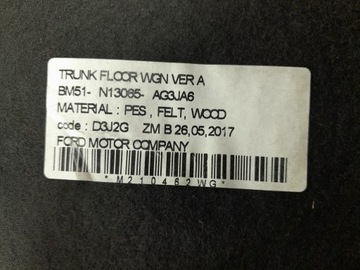 TRUNK FLOOR WGN VER A
BM51- N13065- AG3JA6
MATERIAL : PES , FELT, WOOD
code : D3J2G ZM B 26,05,2017
FORD MOTOR COMPANY
*M210462WG*